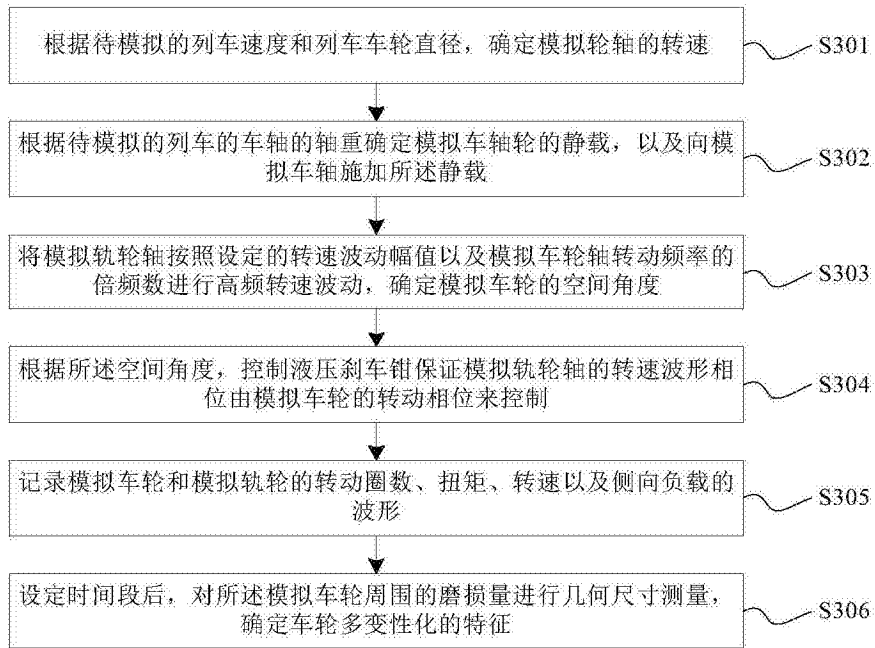 根据待模拟的列车速度和列车车轮直径，确定模拟轮轴的转速
S301
根据待模拟的列车的车轴的轴重确定模拟车轴轮的静载，以及向模
拟车轴施加所述静载
S302
将模拟轨轮轴按照设定的转速波动幅值以及模拟车轮轴转动频率的
倍频数进行高频转速波动，确定模拟车轮的空间角度
S303
根据所述空间角度，控制液压刹车钳保证模拟轨轮轴的转速波形相
位由模拟车轮的转动相位来控制
S304
记录模拟车轮和模拟轨轮的转动圈数、扭矩、转速以及侧向负载的
波形
S305
设定时间段后，对所述模拟车轮周围的磨损量进行几何尺寸测量，
确定车轮多变性化的特征
S306